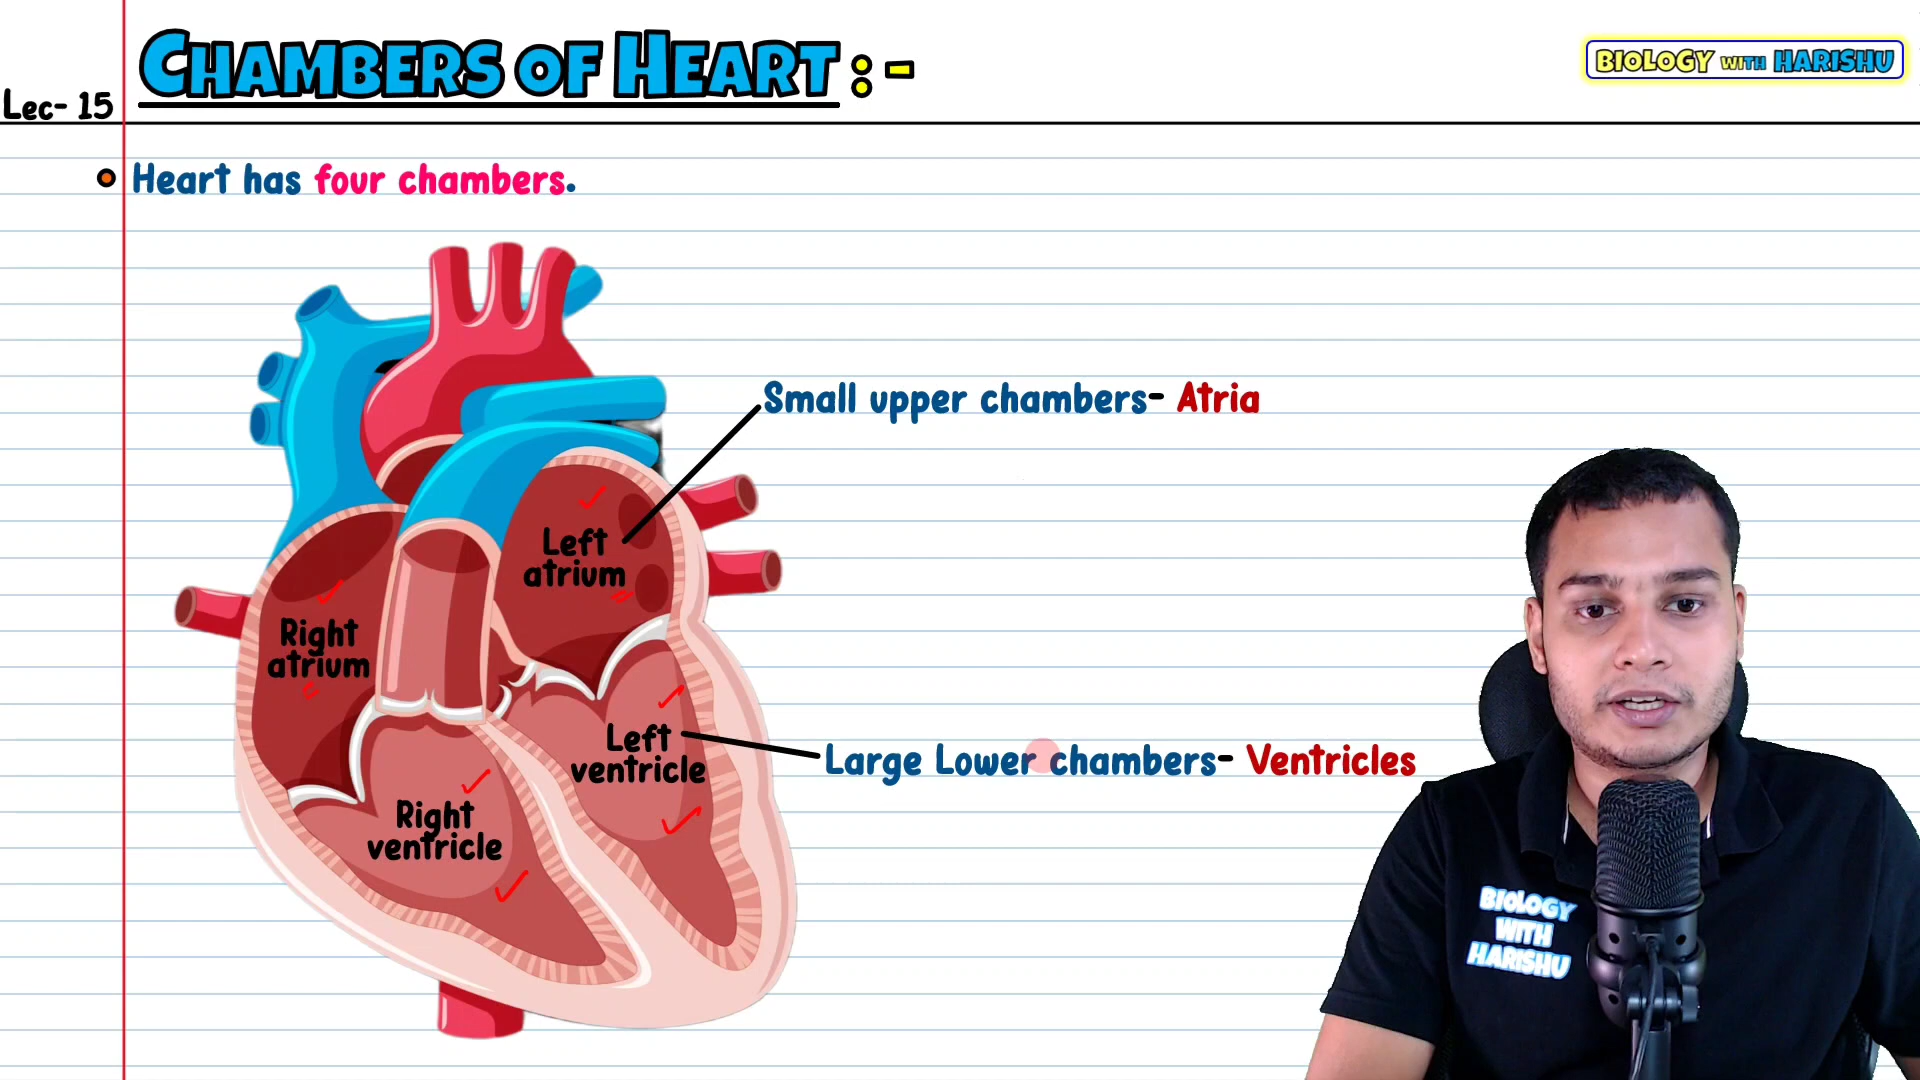 CHAMBERS OF HEART :-
BIOLOGY WITH HARISHU
Lec- 15
Heart has four chambers.
Small upper chambers- Atria
Left
atrium
Right
atrium
Left
ventricle
Large Lower chambers- Ventricles
Right
ventricle
BIOLOGY
WITH
HARISHU